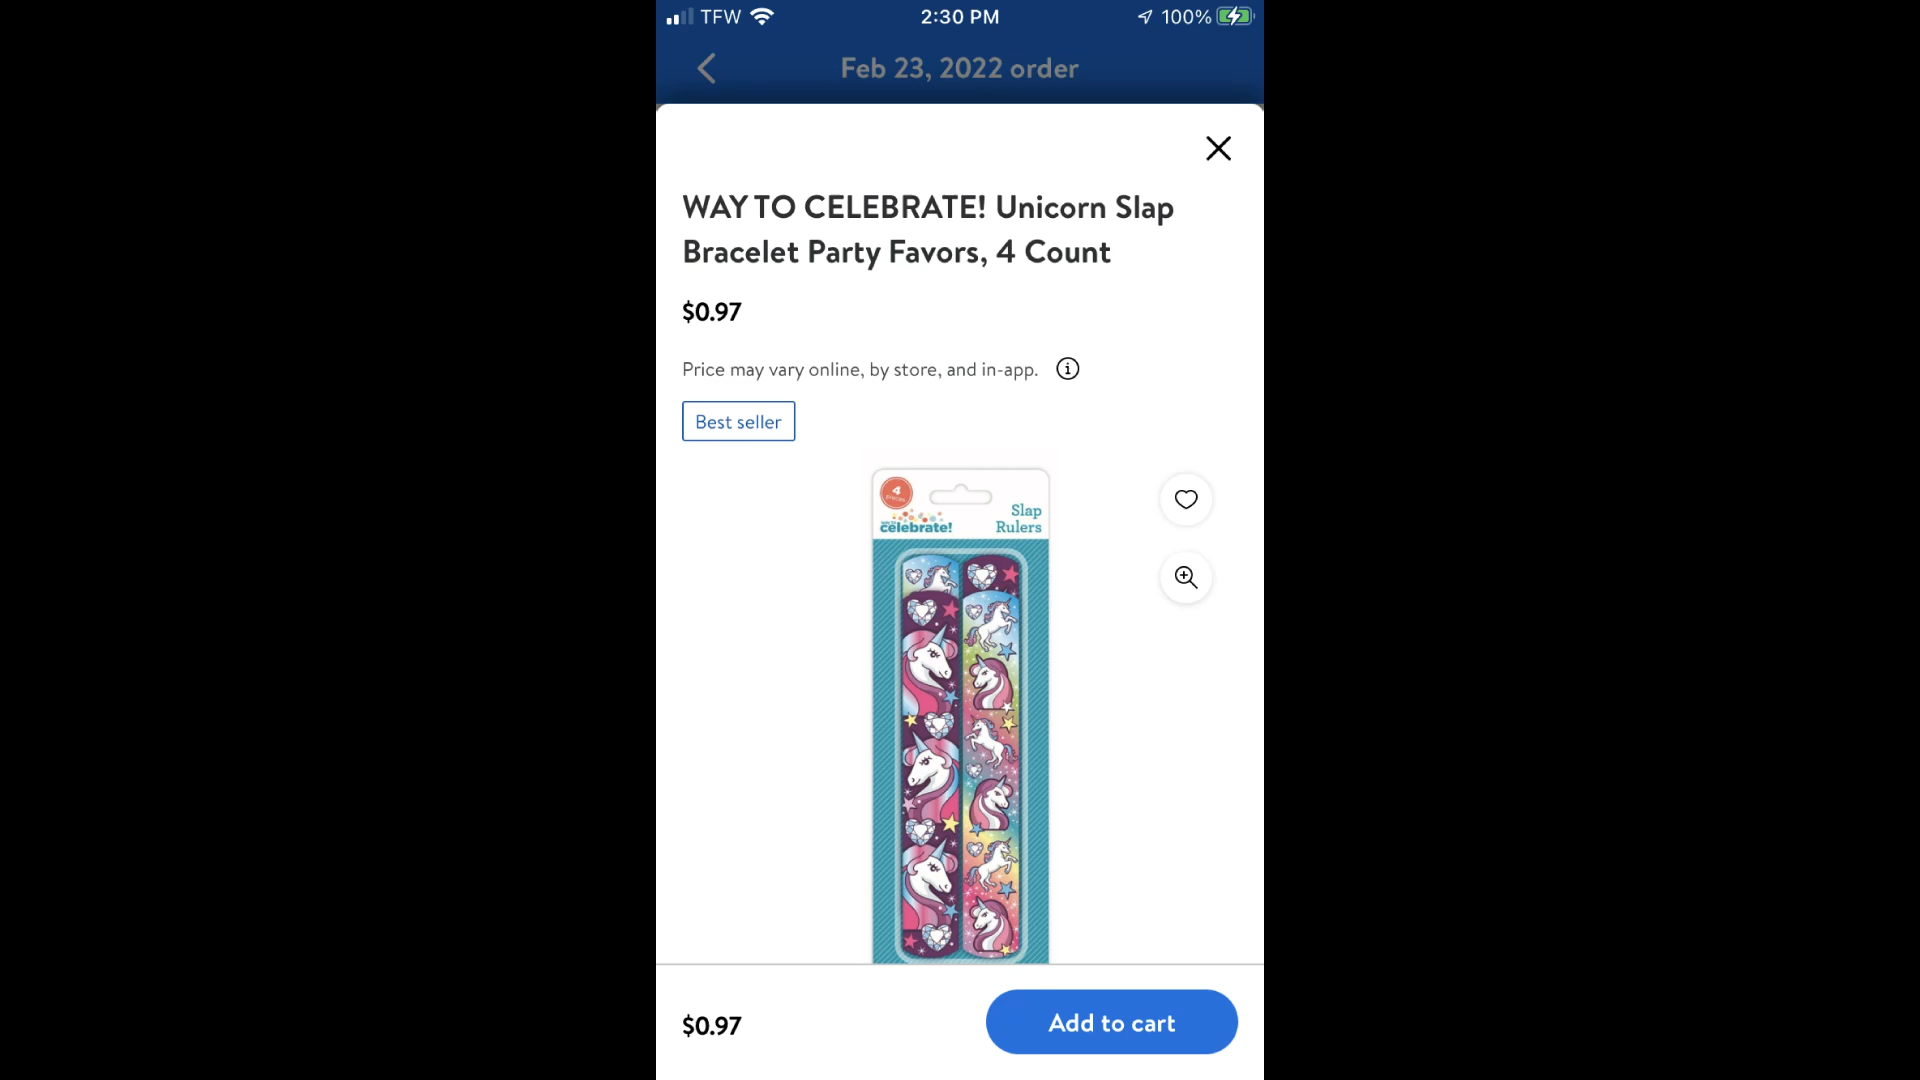 TFW
2:30 PM
100%
Feb 23, 2022 order
WAY TO CELEBRATE! Unicorn Slap
Bracelet Party Favors, 4 Count
$0.97
Price may vary online, by store, and in-app.
Best seller
4
PIECES
celebrate!
Slap
Rulers
$0.97
Add to cart